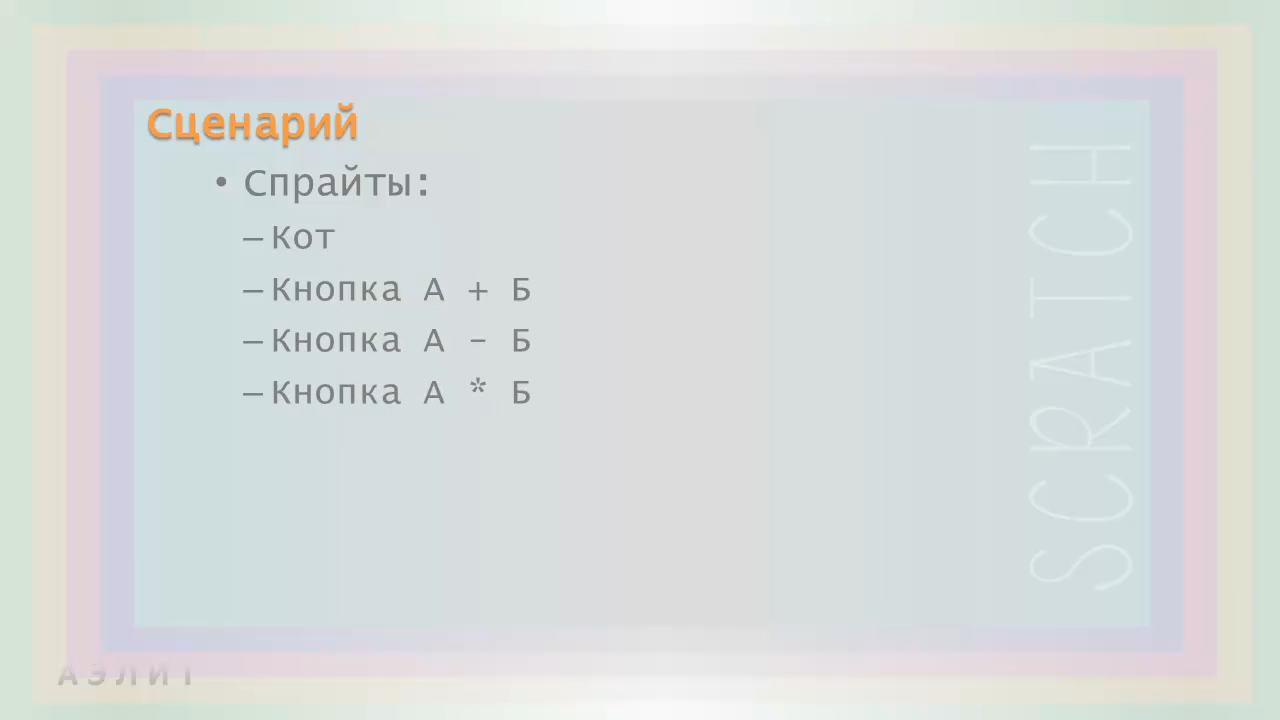 Сценарий
• Спрайты:
– Кот
– Кнопка А + Б
– Кнопка А - Б
– Кнопка А * Б
SCRATCH